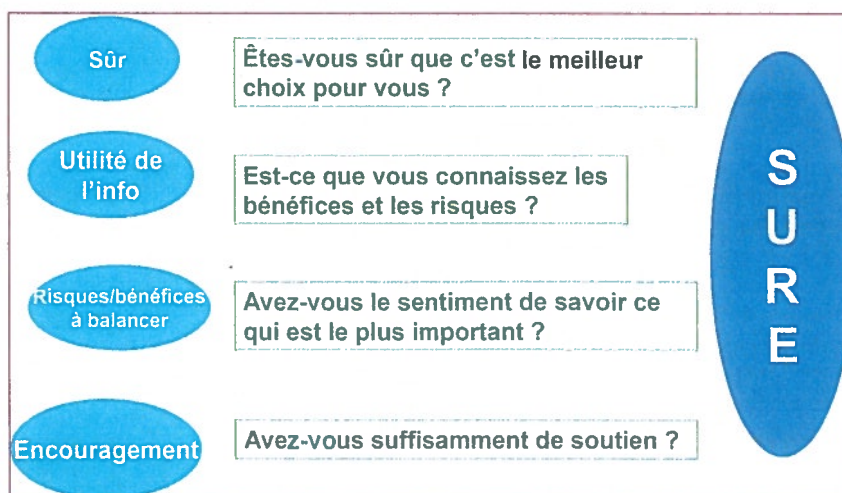 Sûr
Êtes-vous sûr que c'est le meilleur
choix pour vous ?
Utilité de
l'info
Est-ce que vous connaissez les
bénéfices et les risques ?
Risques/bénéfices
à balancer
Avez-vous le sentiment de savoir ce
qui est le plus important ?
Encouragement
Avez-vous suffisamment de soutien ?
S
U
R
E